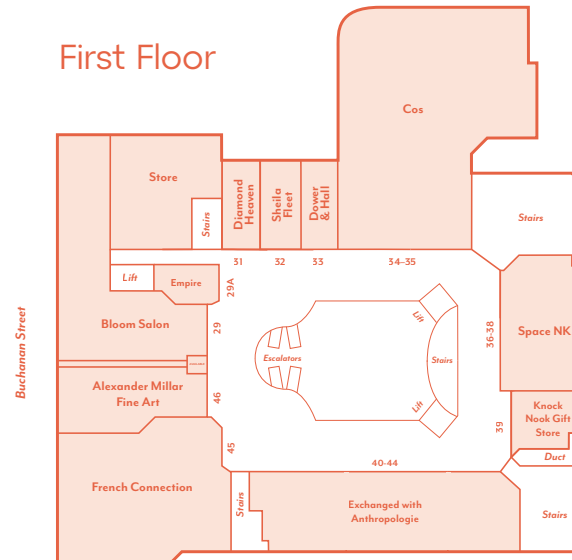 First Floor
Cos
Store
Stairs
Diamond
Heaven
Sheila
Fleet
Dower
& Hall
Stairs
31
32
33
34-35
Lift
Empire
29A
Buchanan Street
Bloom Salon
29
Lift
36-38
Space NK
Escalators
Stairs
Alexander Millar
Fine Art
46
Lift
39
Knock
Nook Gift
Store
45
40-44
Duct
French Connection
Stairs
Exchanged with
Anthropologie
Stairs